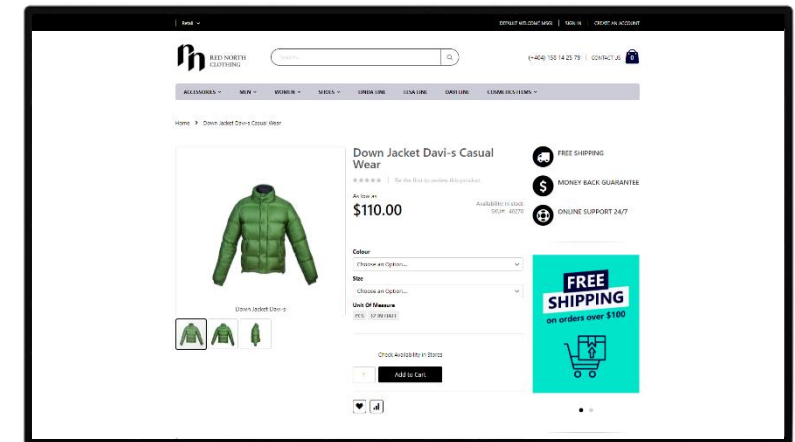 Retail
DEFAULT WELCOME MSG!
SIGN IN
CREATE AN ACCOUNT
RED NORTH
CLOTHING
Search...
(+404) 158 14 25 78
CONTACT US
0
ACCESSORIES
MEN
WOMEN
SHOES
LINDA LINE
ELSA LINE
DAVI LINE
COSMETICS ITEMS
Home > Down Jacket Davi-s Casual Wear
Down Jacket Davi-s Casual
Wear
Be the first to review this product
As low as
$110.00
Availability: In stock
SKU#: 40270
Colour
Choose an Option...
Size
Choose an Option...
Unit Of Measure
PCS
Check Availability in Stores
1
Add to Cart
Down Jacket Davi-s
FREE SHIPPING
MONEY BACK GUARANTEE
ONLINE SUPPORT 24/7
FREE
SHIPPING
on orders over $100